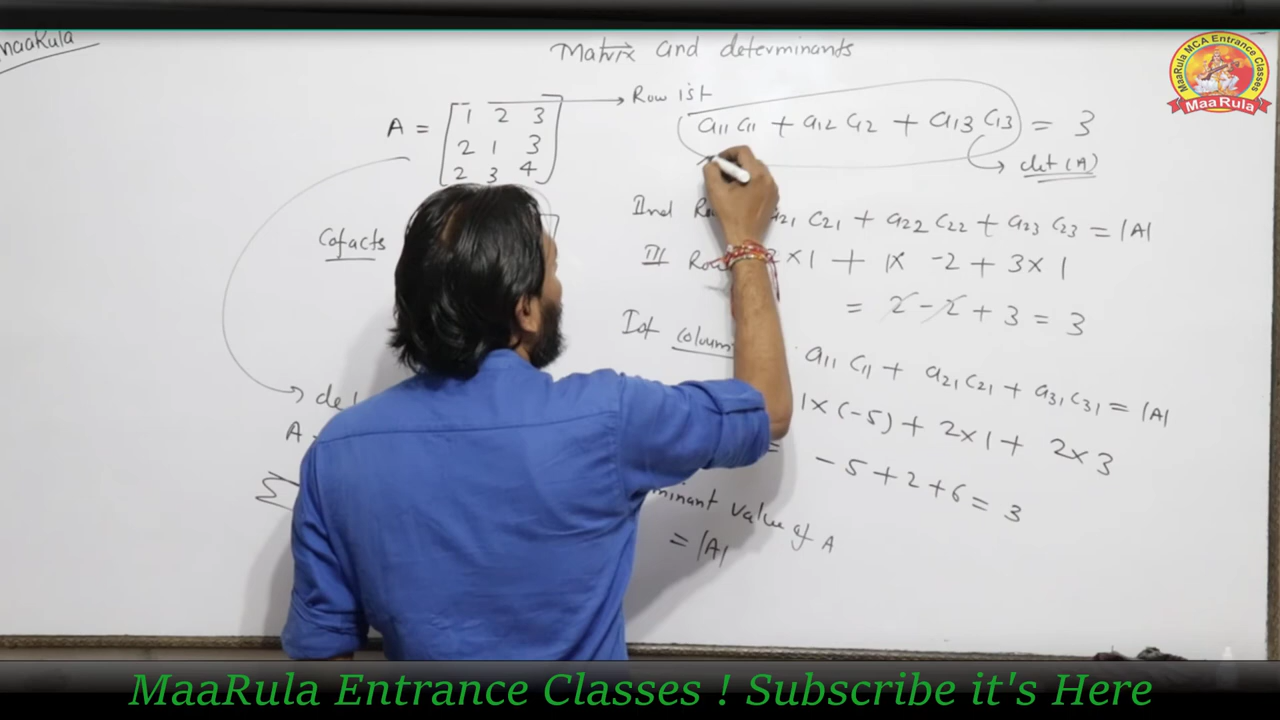 MaaRula
Matrix and determinants
MaaRula MCA Entrance Classes
MaaRula
Row ist
A = [1 2 3
2 1 3
2 3 4]
a11 c11 + a12 c12 + a13 c13 = 3
det (A)
IInd a21 c21 + a22 c22 + a23 c23 = |A|
Cofacts
III Row 2×1 + 1× -2 + 3×1
= 2 - 2 + 3 = 3
Ist column a11 c11 + a21 c21 + a31 c31 = |A|
1×(-5) + 2×1 + 2×3
A
= -5 + 2 + 6 = 3
Σ
value of A
= |A|
MaaRula Entrance Classes ! Subscribe it's Here